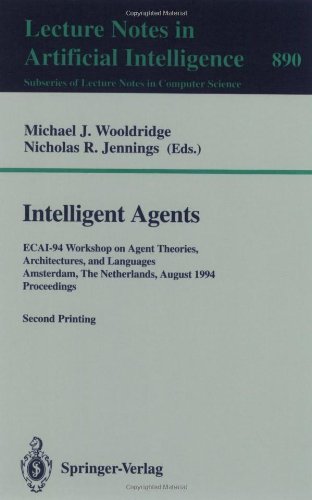 Lecture Notes in
Artificial Intelligence 890
Subseries of Lecture Notes in Computer Science
Michael J. Wooldridge
Nicholas R. Jennings (Eds.)
Intelligent Agents
ECAI-94 Workshop on Agent Theories,
Architectures, and Languages
Amsterdam, The Netherlands, August 1994
Proceedings
Second Printing
Springer-Verlag